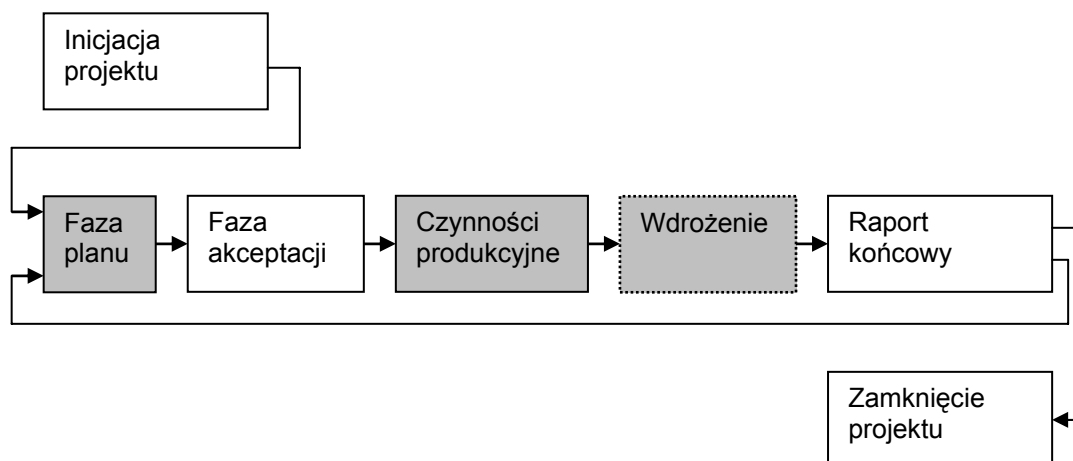 Inicjacja
projektu
Faza
planu
Faza
akceptacji
Czynności
produkcyjne
Wdrożenie
Raport
końcowy
Zamknięcie
projektu